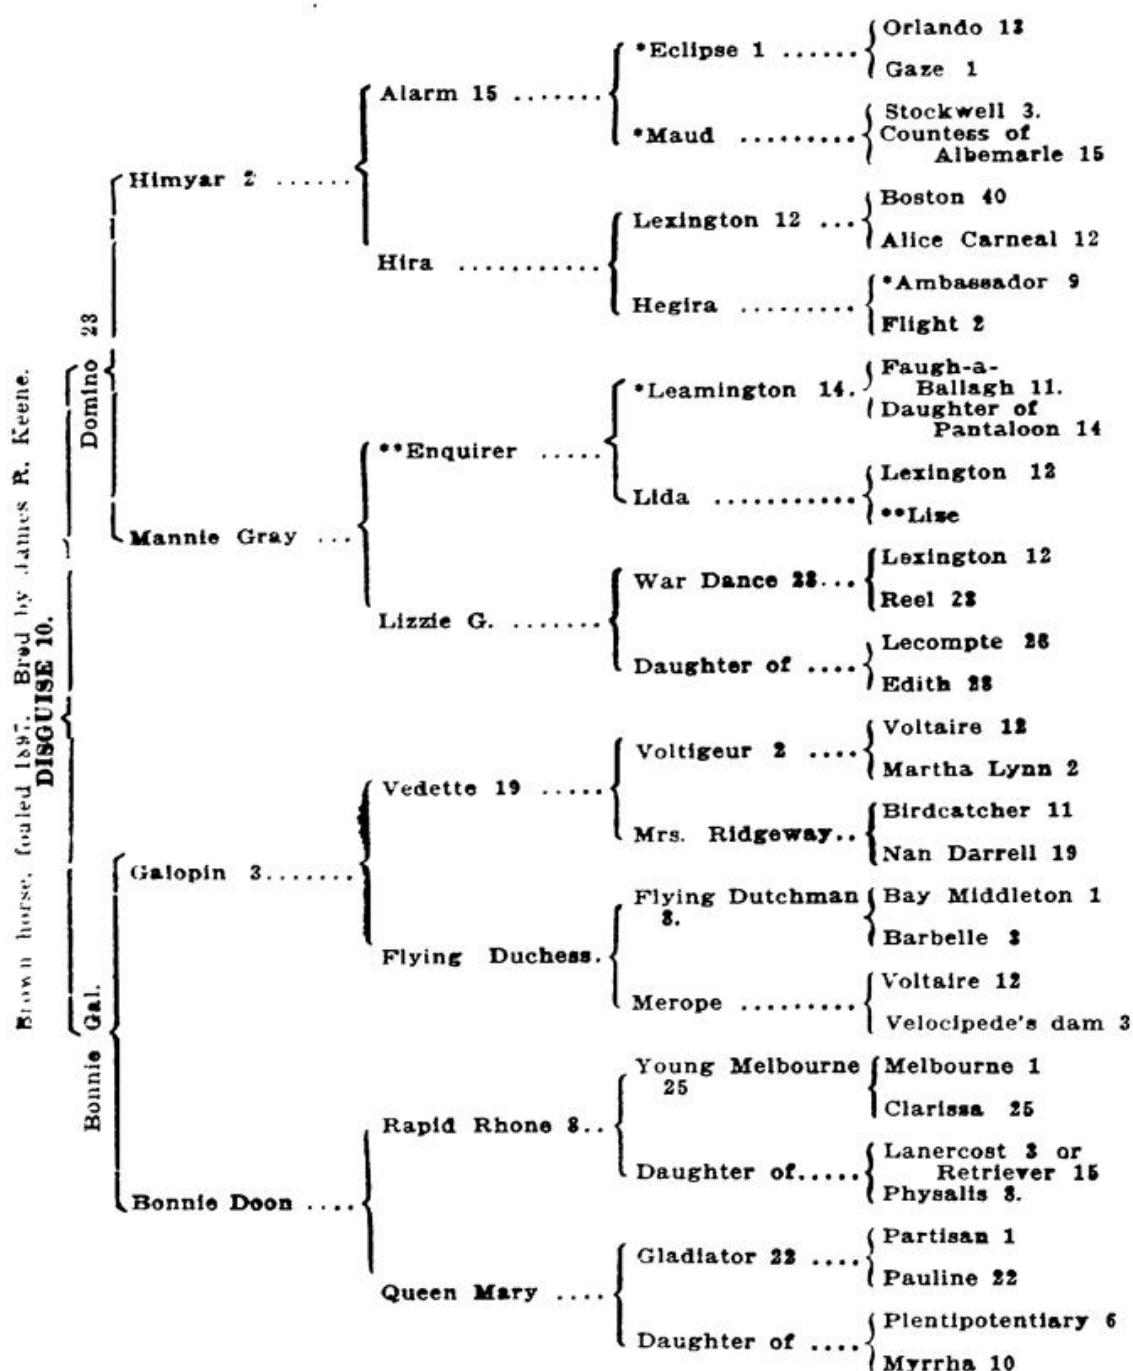 Brown horse, foaled 1897. Bred by James R. Keene.
DISGUISE 10.
Domino 23
Bonnie Gal.
Himyar 2 ......
Mannie Gray ...
Galopin 3.......
Bonnie Doon ....
Alarm 15 .......
Hira ...........
**Enquirer .....
Lizzie G. .......
Vedette 19 .....
Flying Duchess.
Rapid Rhone 8..
Queen Mary ....
*Eclipse 1 ......
*Maud .........
Lexington 12 ...
Hegira .........
*Leamington 14.
Lida ...........
War Dance 23...
Daughter of ....
Voltigeur 2 ....
Mrs. Ridgeway..
Flying Dutchman
3.
Merope .........
Young Melbourne
25
Daughter of.....
Gladiator 22 ....
Daughter of ....
Orlando 13
Gaze 1
Stockwell 3.
Countess of
Albemarle 15
Boston 40
Alice Carneal 12
*Ambassador 9
Flight 2
Faugh-a-
Ballagh 11.
Daughter of
Pantaloon 14
Lexington 12
**Lize
Lexington 12
Reel 23
Lecompte
Edith 23
Voltaire 12
Martha Lynn 2
Birdcatcher 11
Nan Darrell 19
Bay Middleton 1
Barbelle 3
Voltaire 12
Velocipede's dam 3
Melbourne 1
Clarissa 25
Lanercost 3 or
Retriever 15
Physalis 8.
Partisan 1
Pauline 22
Plentipotentiary 6
Myrrha 10